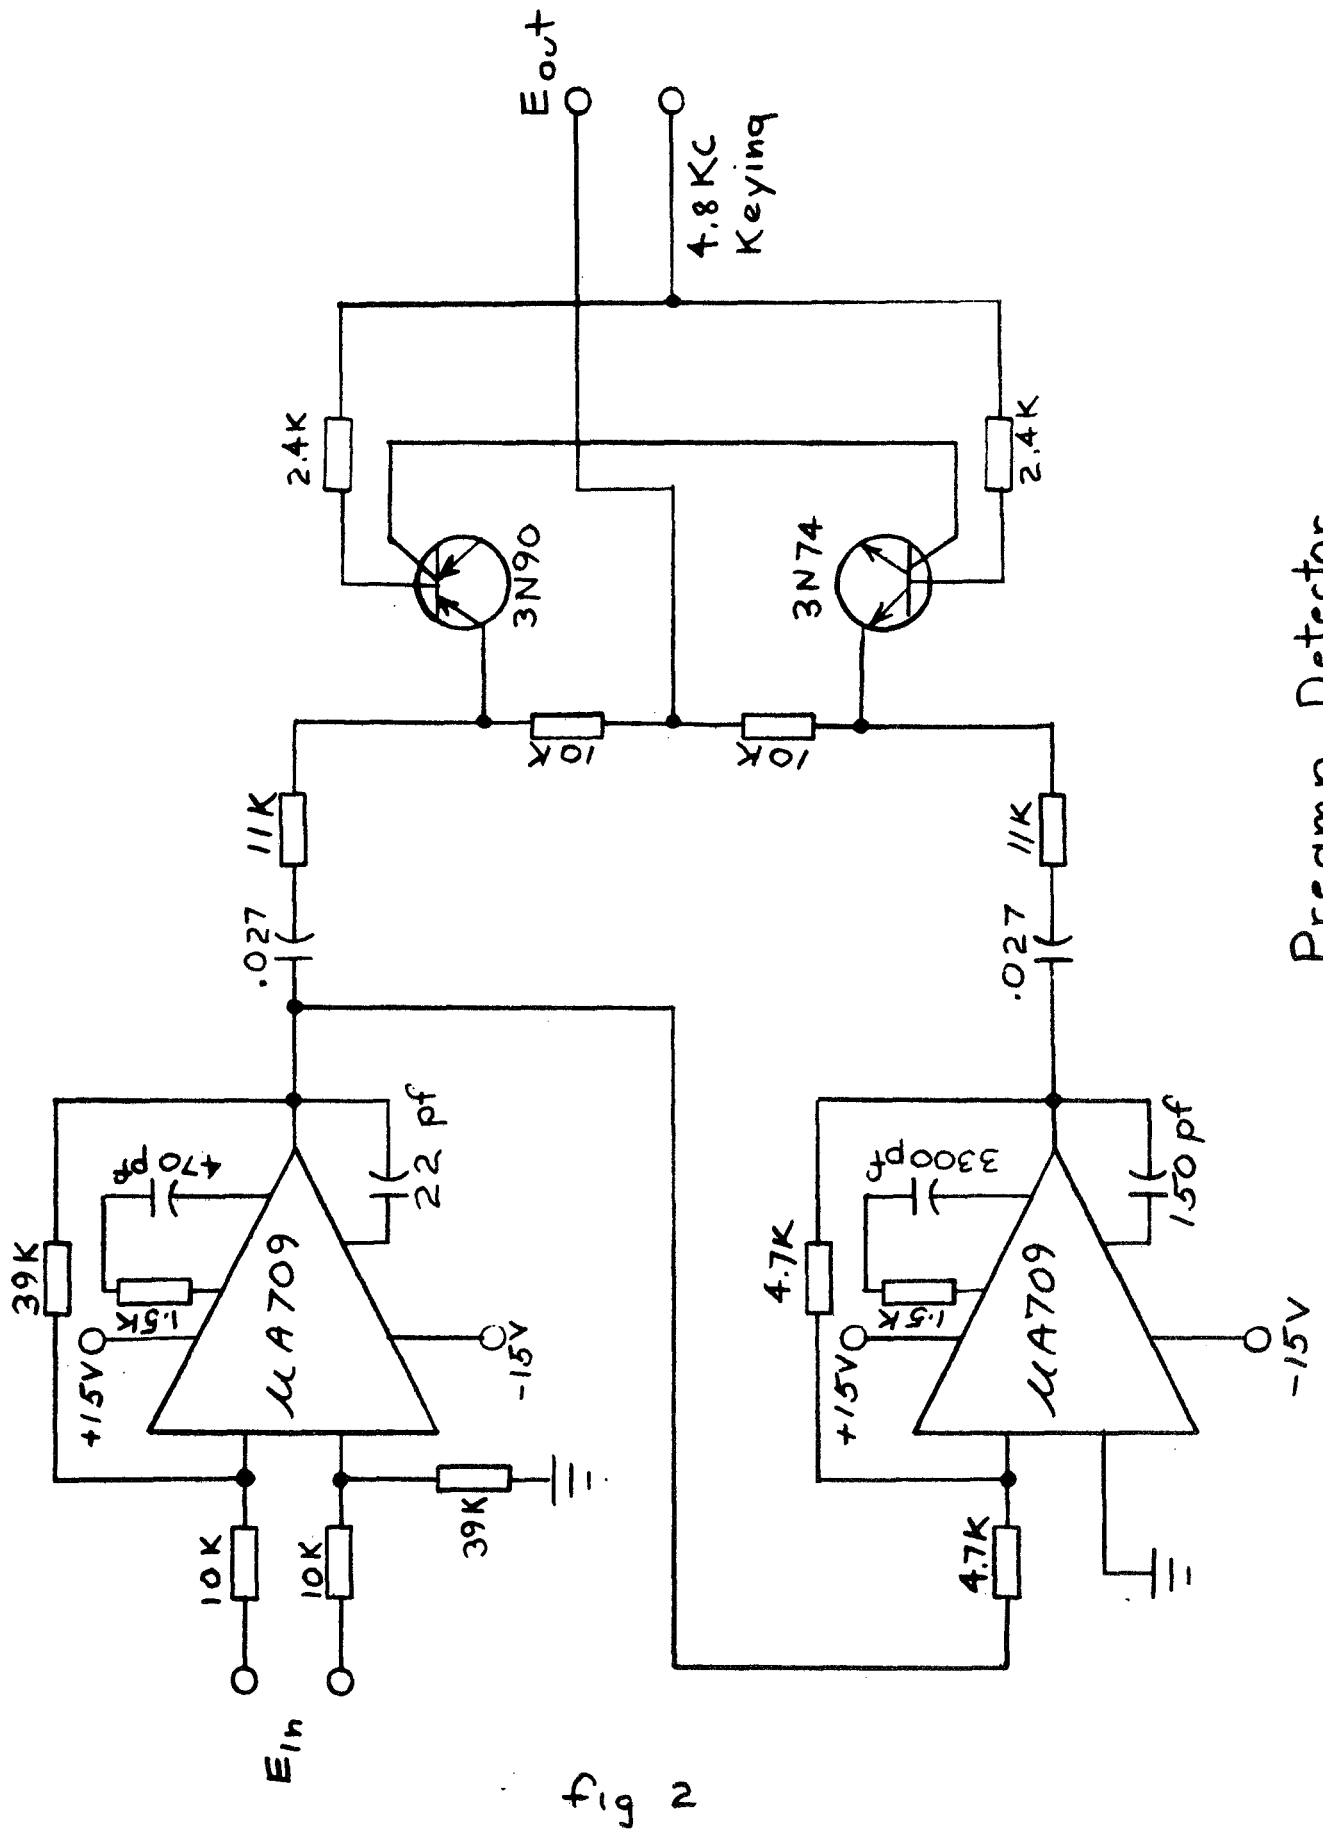 Eout
4.8KC
Keying
2.4K
2.4K
3N90
3N74
10K
10K
11K
11K
.027
.027
39K
470pf
1.5K
+15V
μA709
22 pf
-15V
10K
10K
39K
Ein
4.7K
3300pf
1.5K
+15V
μA709
150pf
-15V
4.7K
Preamp Detector
fig 2